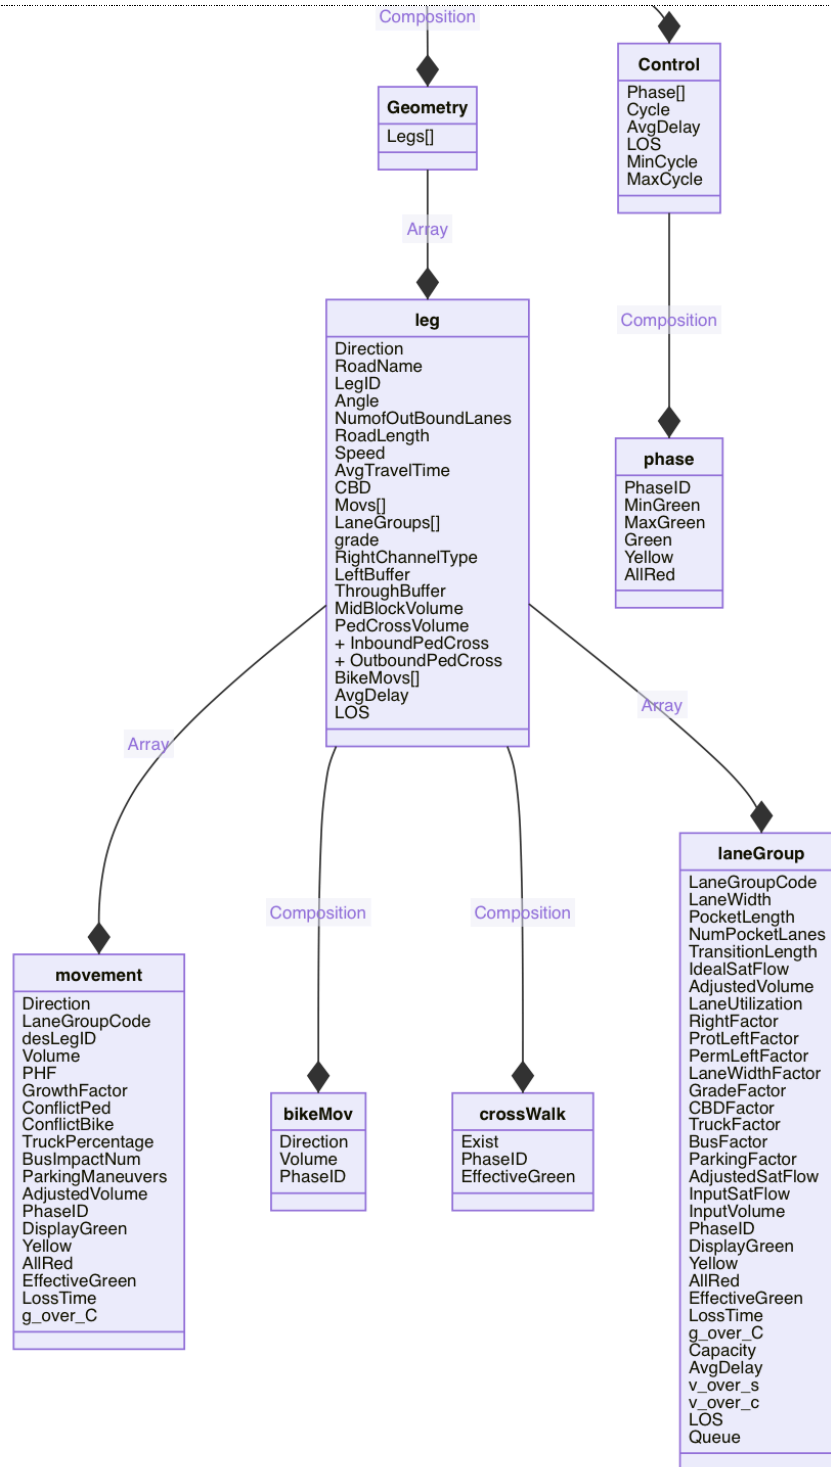 Composition
Control
Phase[]
Cycle
AvgDelay
LOS
MinCycle
MaxCycle
Geometry
Legs[]
Array
Composition
leg
Direction
RoadName
LegID
Angle
NumofOutBoundLanes
RoadLength
Speed
AvgTravelTime
CBD
Movs[]
LaneGroups[]
grade
RightChannelType
LeftBuffer
ThroughBuffer
MidBlockVolume
PedCrossVolume
+ InboundPedCross
+ OutboundPedCross
BikeMovs[]
AvgDelay
LOS
phase
PhaseID
MinGreen
MaxGreen
Green
Yellow
AllRed
Array
Array
Composition
Composition
movement
Direction
LaneGroupCode
desLegID
Volume
PHF
GrowthFactor
ConflictPed
ConflictBike
TruckPercentage
BusImpactNum
ParkingManeuvers
AdjustedVolume
PhaseID
DisplayGreen
Yellow
AllRed
EffectiveGreen
LossTime
g_over_C
bikeMov
Direction
Volume
PhaseID
crossWalk
Exist
PhaseID
EffectiveGreen
laneGroup
LaneGroupCode
LaneWidth
PocketLength
NumPocketLanes
TransitionLength
IdealSatFlow
AdjustedVolume
LaneUtilization
RightFactor
ProtLeftFactor
PermLeftFactor
LaneWidthFactor
GradeFactor
CBDFactor
TruckFactor
BusFactor
ParkingFactor
AdjustedSatFlow
InputSatFlow
InputVolume
PhaseID
DisplayGreen
Yellow
AllRed
EffectiveGreen
LossTime
g_over_C
Capacity
AvgDelay
v_over_s
v_over_c
LOS
Queue